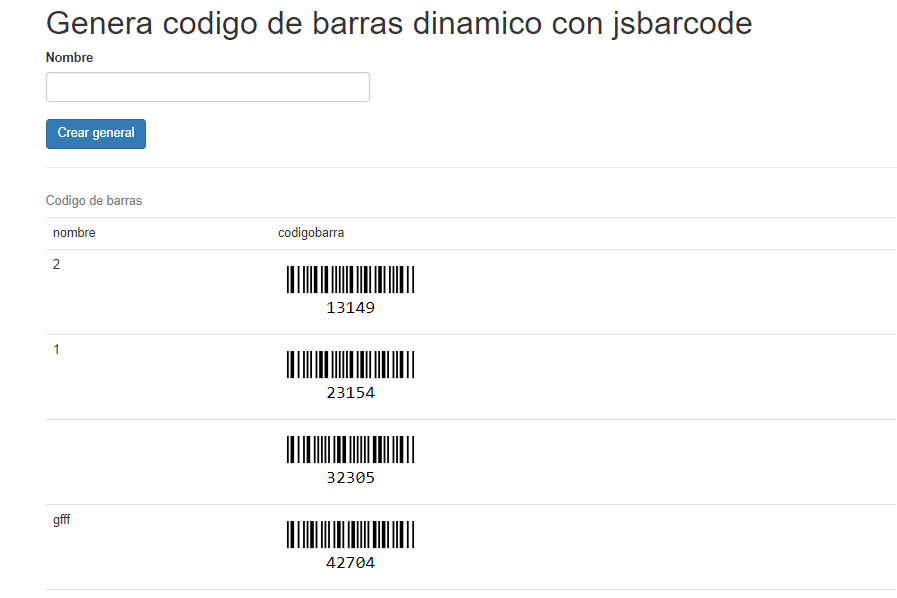 Genera codigo de barras dinamico con jsbarcode
Nombre
Crear general
Codigo de barras
nombre codigobarra
2
13149
1
23154
32305
gfff
42704